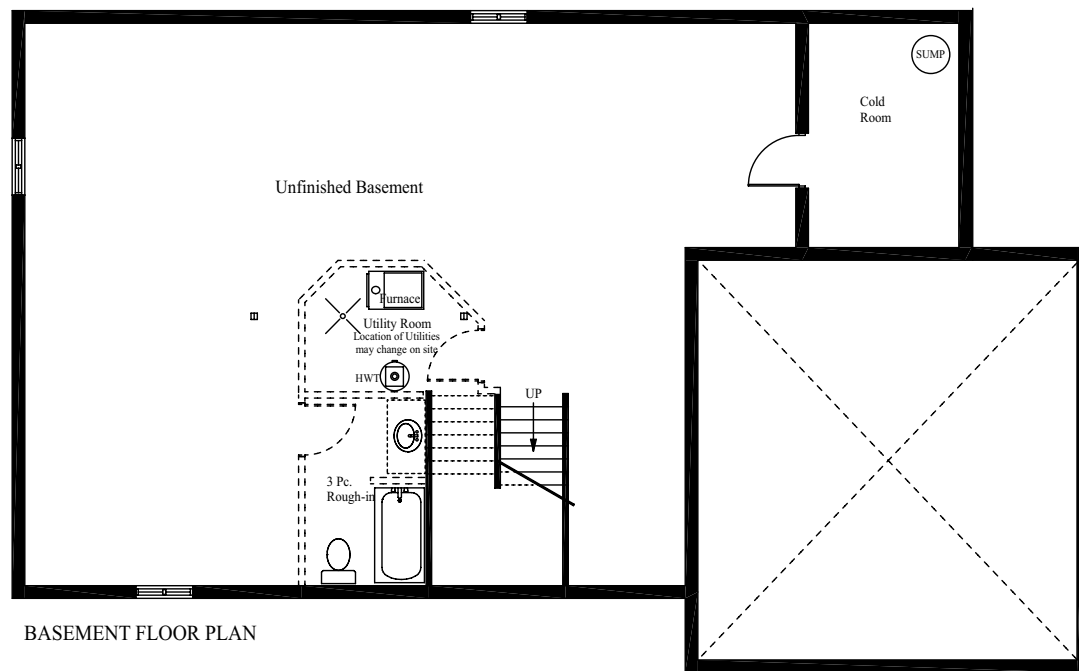 SUMP
Cold
Room
Unfinished Basement
Furnace
Utility Room
Location of Utilities
may change on site
HWT
UP
3 Pc.
Rough-in
BASEMENT FLOOR PLAN